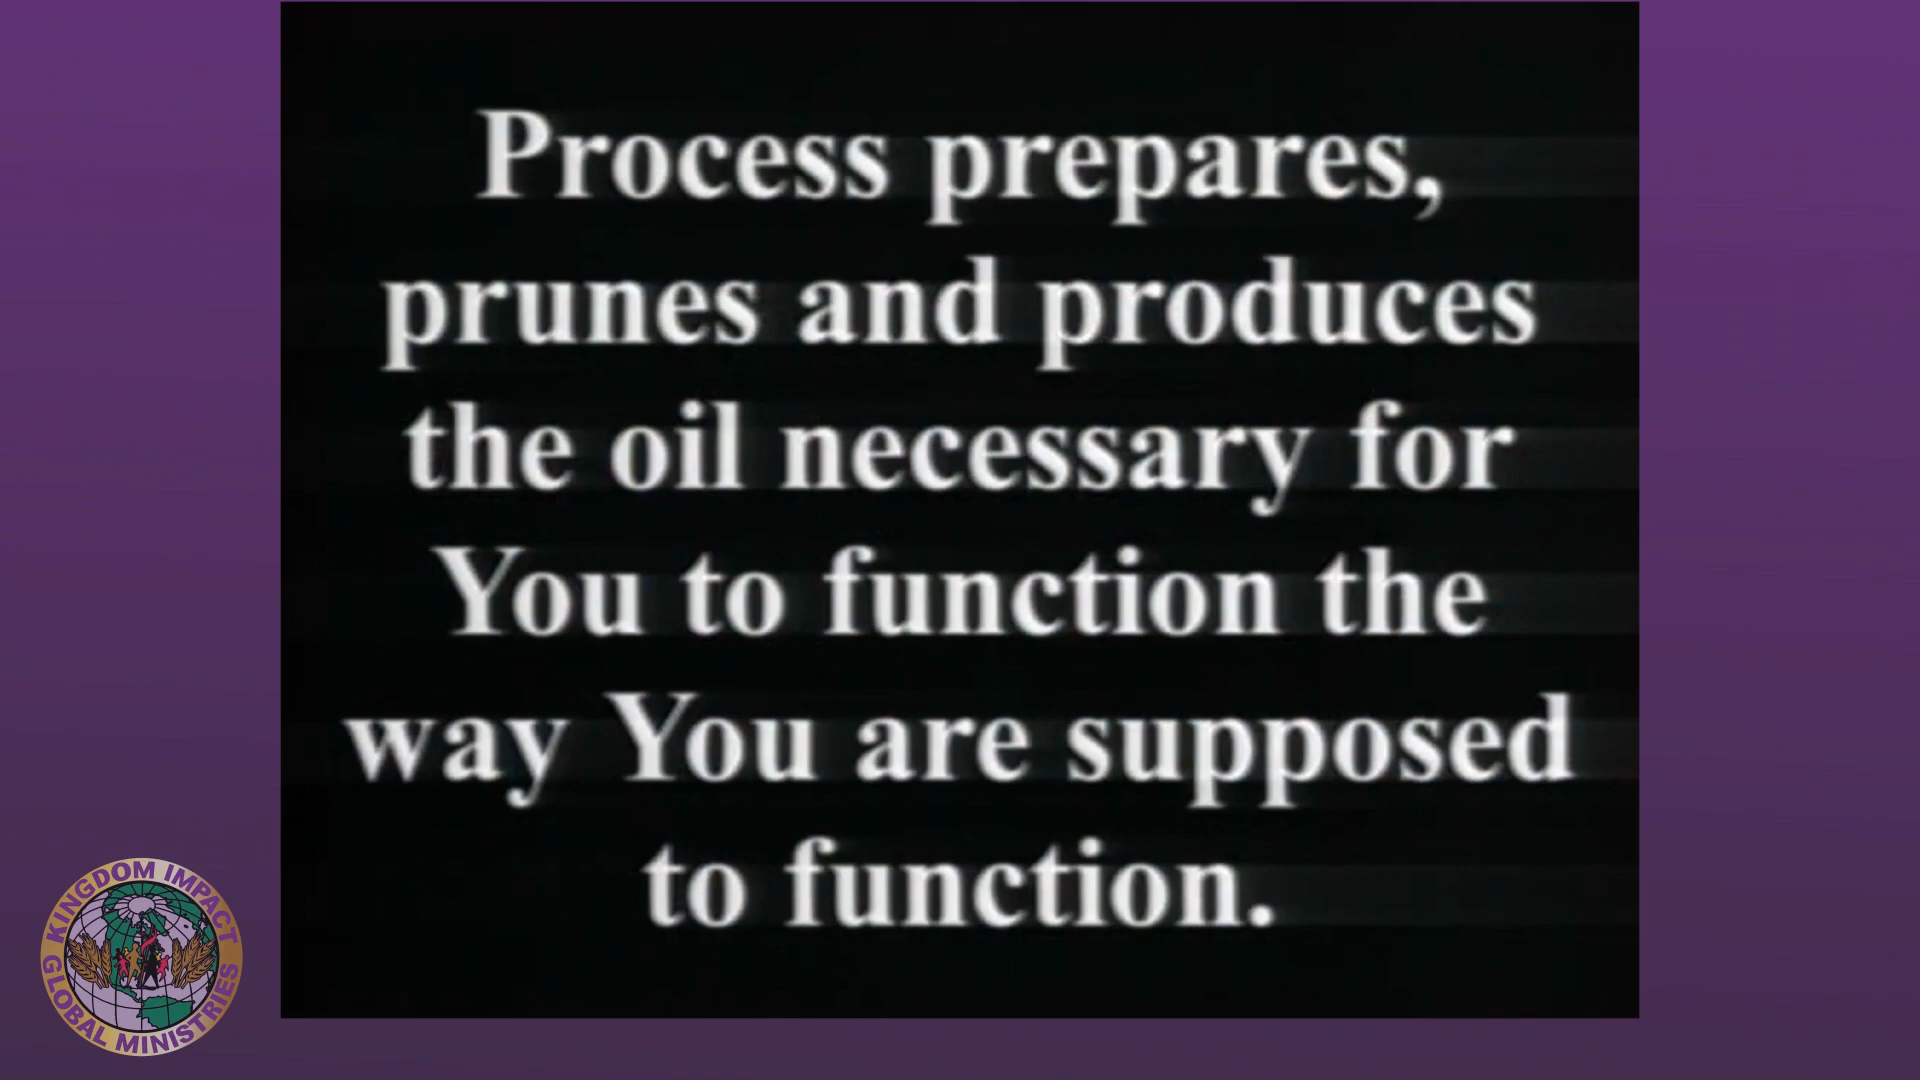 Process prepares,
prunes and produces
the oil necessary for
You to function the
way You are supposed
to function.
KINGDOM IMPACT
GLOBAL MINISTRIES